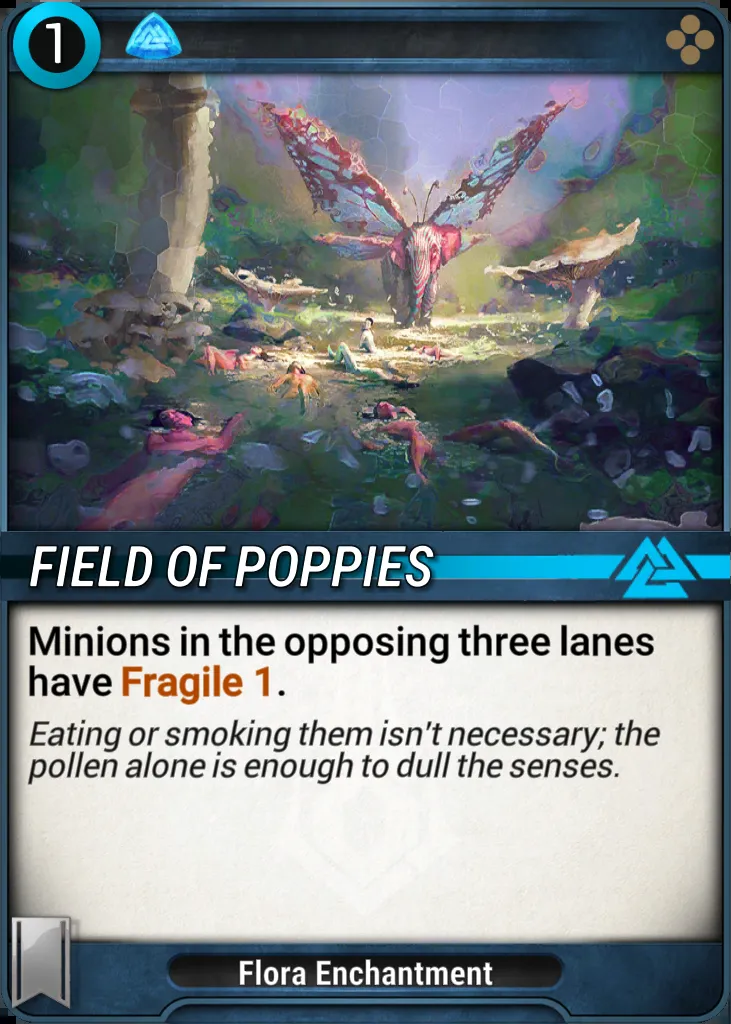 1
FIELD OF POPPIES
Minions in the opposing three lanes
have Fragile 1.
Eating or smoking them isn't necessary; the
pollen alone is enough to dull the senses.
Flora Enchantment